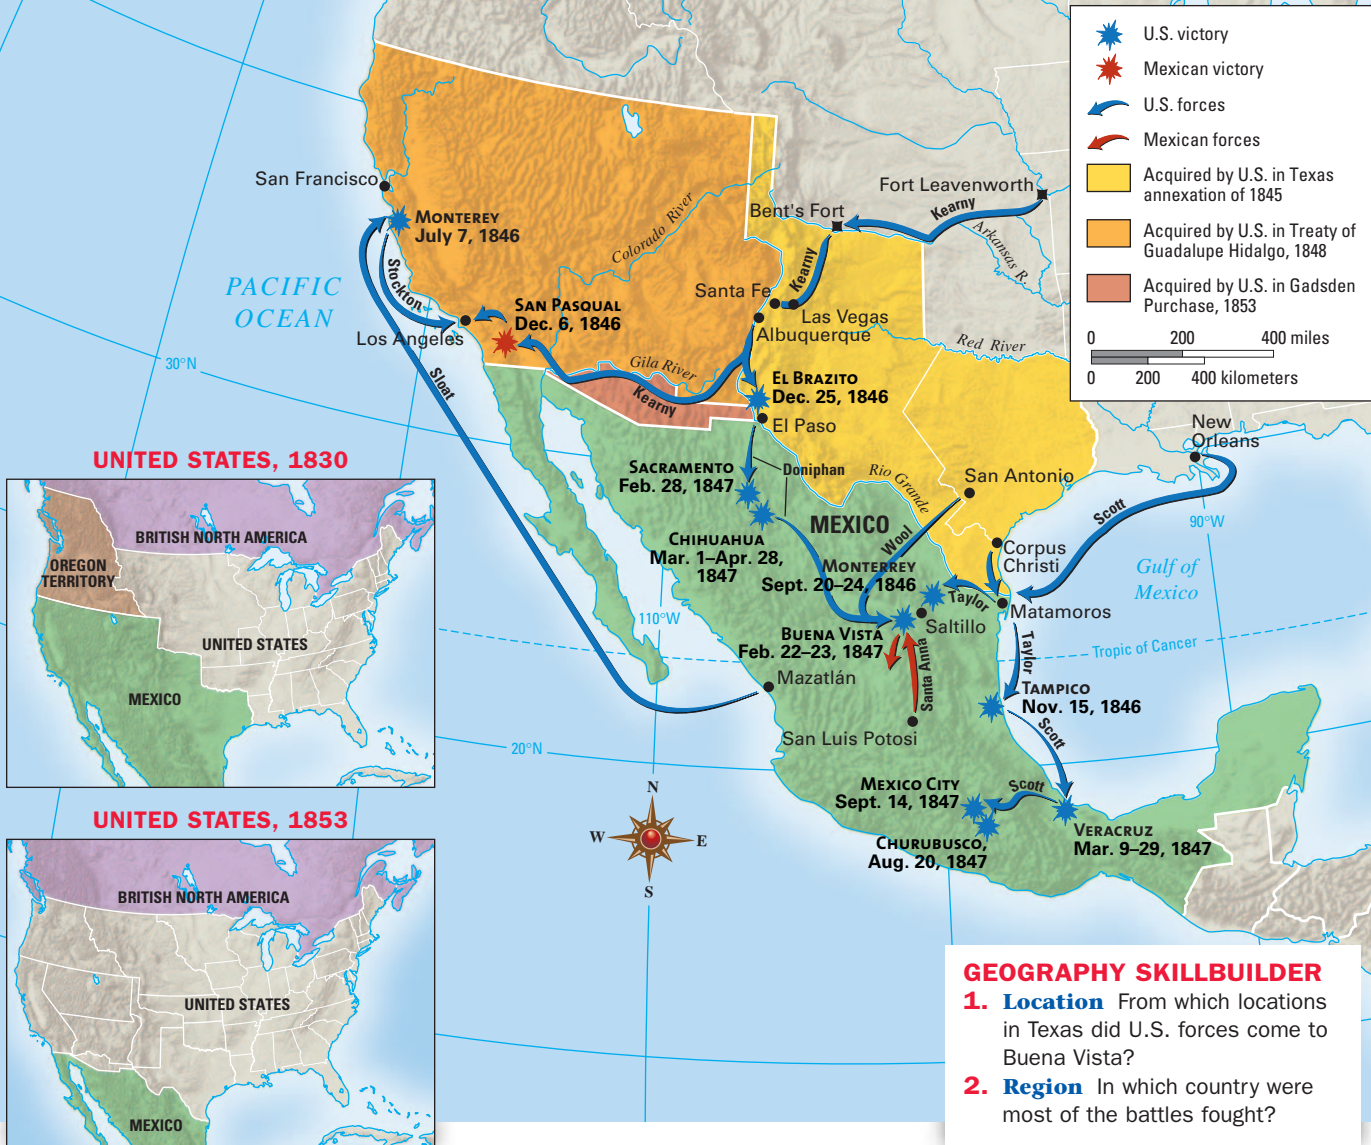 U.S. victory
Mexican victory
U.S. forces
Mexican forces
Acquired by U.S. in Texas
annexation of 1845
Acquired by U.S. in Treaty of
Guadalupe Hidalgo, 1848
Acquired by U.S. in Gadsden
Purchase, 1853
0 200 400 miles
0 200 400 kilometers
San Francisco
MONTEREY
July 7, 1846
Fort Leavenworth
Kearny
Bent's Fort
Arkansas R.
Colorado River
Kearny
PACIFIC
OCEAN
Stockton
Santa Fe
Las Vegas
Albuquerque
SAN PASQUAL
Dec. 6, 1846
Los Angeles
Red River
30°N
Sloat
Gila River
Kearny
EL BRAZITO
Dec. 25, 1846
El Paso
New
Orleans
SACRAMENTO
Feb. 28, 1847
Doniphan
Rio Grande
San Antonio
Scott
90°W
MEXICO
CHIHUAHUA
Mar. 1–Apr. 28,
1847
Wool
Corpus
Christi
Gulf of
Mexico
MONTERREY
Sept. 20–24, 1846
Taylor
Matamoros
110°W
Saltillo
BUENA VISTA
Feb. 22–23, 1847
Taylor
Tropic of Cancer
Santa Anna
Mazatlán
TAMPICO
Nov. 15, 1846
San Luis Potosi
20°N
Scott
MEXICO CITY
Sept. 14, 1847
Scott
CHURUBUSCO,
Aug. 20, 1847
VERACRUZ
Mar. 9–29, 1847
N
W E
S
UNITED STATES, 1830
BRITISH NORTH AMERICA
OREGON
TERRITORY
UNITED STATES
MEXICO
UNITED STATES, 1853
BRITISH NORTH AMERICA
UNITED STATES
MEXICO
GEOGRAPHY SKILLBUILDER
1. Location From which locations
in Texas did U.S. forces come to
Buena Vista?
2. Region In which country were
most of the battles fought?